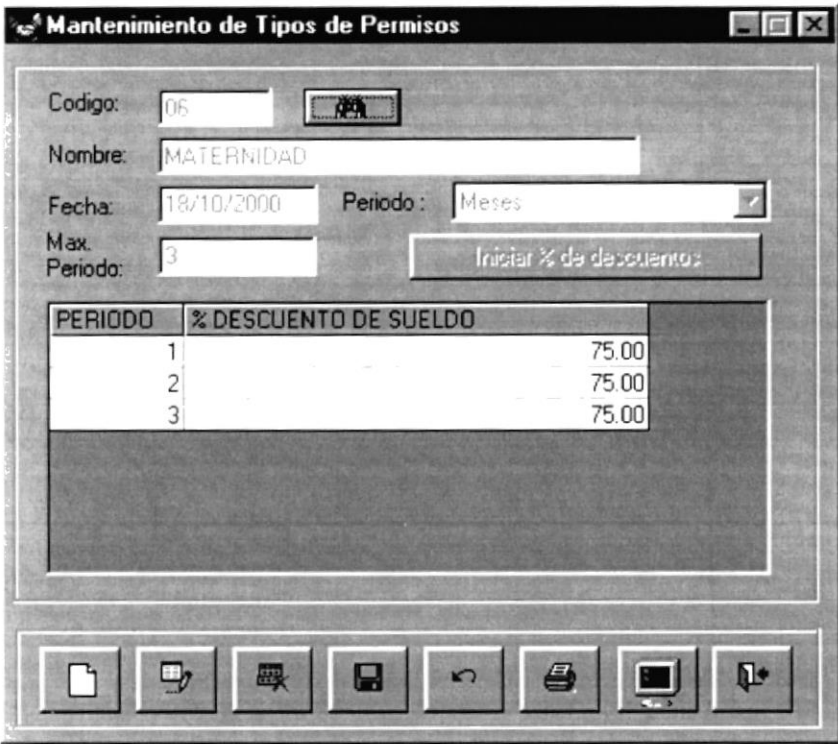 Mantenimiento de Tipos de Permisos
Codigo: 06
Nombre: MATERNIDAD
Fecha: 18/10/2000 Periodo : Meses
Max. Periodo: 3 Iniciar % de descuentos
PERIODO % DESCUENTO DE SUELDO
1 75.00
2 75.00
3 75.00